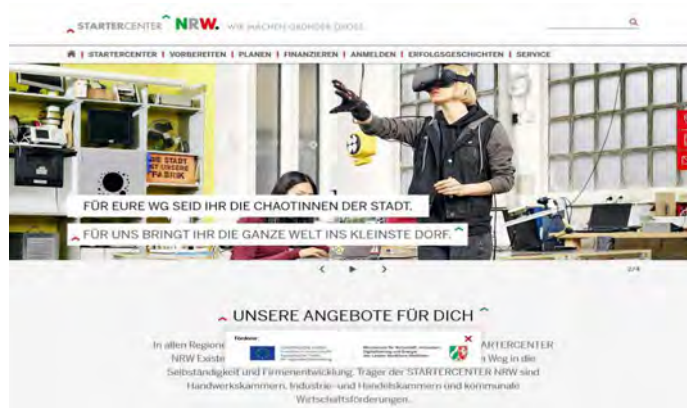 STARTERCENTER NRW. WIR MACHEN GRÜNDER GROSS.
STARTERCENTER | VORBEREITEN | PLANEN | FINANZIEREN | ANMELDEN | ERFOLGSGESCHICHTEN | SERVICE
DIE STADT
IST UNSERE
FABRIK
FÜR EURE WG SEID IHR DIE CHAOTINNEN DER STADT.
FÜR UNS BRINGT IHR DIE GANZE WELT INS KLEINSTE DORF.
2/4
UNSERE ANGEBOTE FÜR DICH
In allen Regione
Förderer:
ARTERCENTER
NRW Existe
n Weg in die
Selbständigkeit und Firmenentwicklung. Träger der STARTERCENTER NRW sind
Handwerkskammern, Industrie- und Handelskammern und kommunale
Wirtschaftsförderungen.